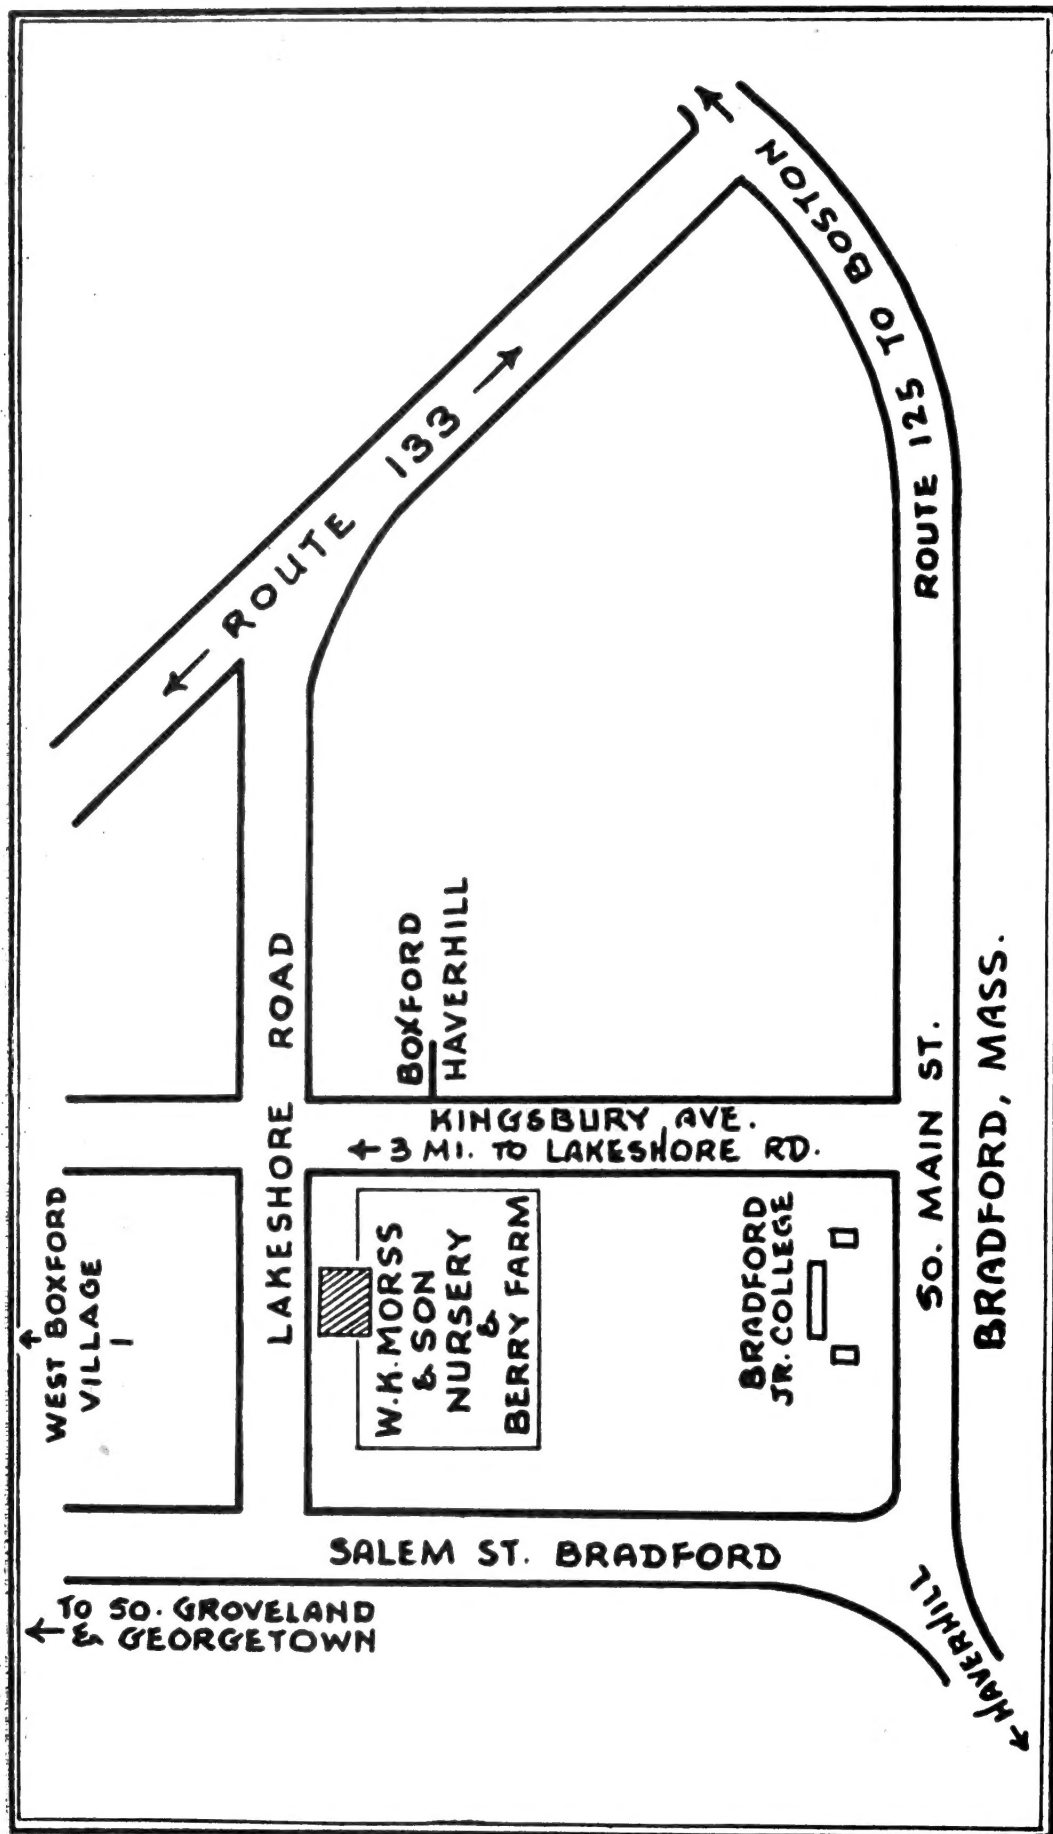 WEST BOXFORD
VILLAGE
TO SO. GROVELAND
& GEORGETOWN
LAKESHORE ROAD
ROUTE 133
W.K. MORSS
& SON
NURSERY
&
BERRY FARM
SALEM ST. BRADFORD
BOXFORD
HAVERHILL
KINGSBURY AVE.
3 MI. TO LAKESHORE RD.
BRADFORD
JR. COLLEGE
ROUTE 125 TO BOSTON
SO. MAIN ST.
HAVERHILL
HAVERHILL
BRADFORD, MASS.